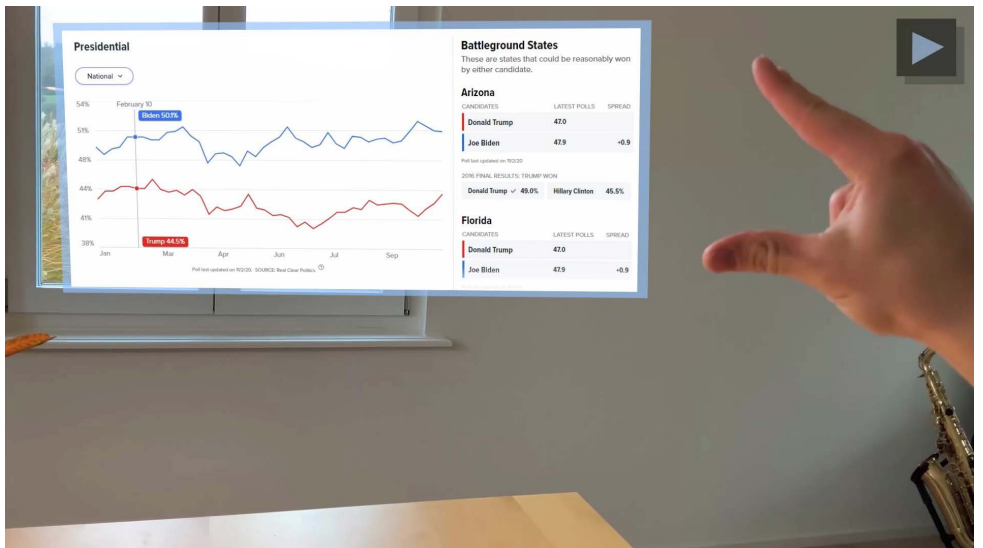 Presidential
National
54%
51%
48%
44%
41%
38%
February 10
Biden 50.1%
Trump 44.5%
Jan Mar Apr Jun Jul Sep
Poll last updated on 11/2/20. SOURCE: Real Clear Politics
Battleground States
These are states that could be reasonably won
by either candidate.
Arizona
CANDIDATES LATEST POLLS SPREAD
Donald Trump 47.0
Joe Biden 47.9 +0.9
Poll last updated on 11/2/20
2016 FINAL RESULTS: TRUMP WON
Donald Trump ✓ 49.0% Hillary Clinton 45.5%
Florida
CANDIDATES LATEST POLLS SPREAD
Donald Trump 47.0
Joe Biden 47.9 +0.9